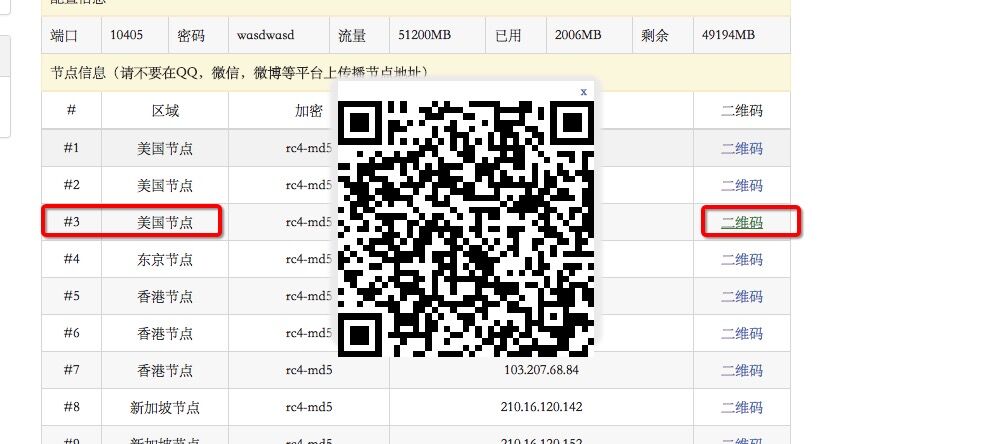 配置信息
端口 10405 密码 wasdwasd 流量 51200MB 已用 2006MB 剩余 49194MB
节点信息（请不要在QQ，微信，微博等平台上传播节点地址）
x
# 区域 加密 二维码
#1 美国节点 rc4-md5 二维码
#2 美国节点 rc4-md5 二维码
#3 美国节点 rc4-md5 二维码
#4 东京节点 rc4-md5 二维码
#5 香港节点 rc4-md5 二维码
#6 香港节点 rc4-md5 二维码
#7 香港节点 rc4-md5 103.207.68.84 二维码
#8 新加坡节点 rc4-md5 210.16.120.142 二维码
#9 新加坡节点 rc4-md5 210.16.120.152 二维码